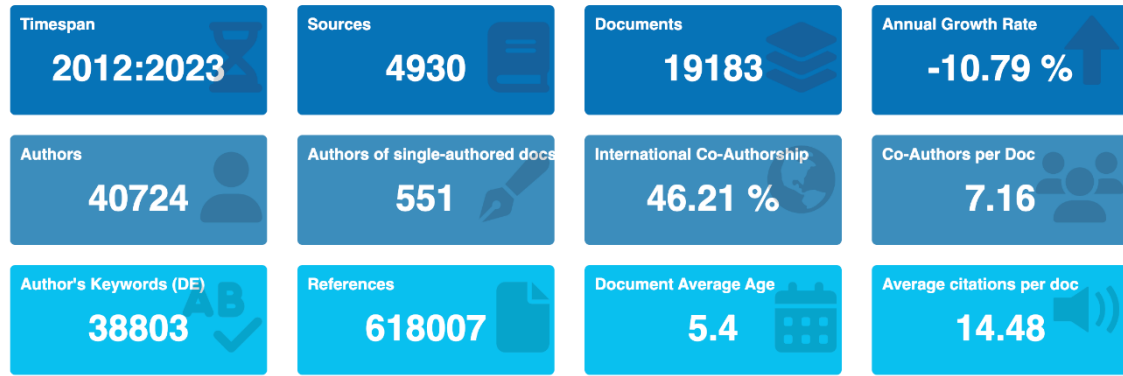 Timespan
2012:2023
Sources
4930
Documents
19183
Annual Growth Rate
-10.79 %
Authors
40724
Authors of single-authored docs
551
International Co-Authorship
46.21 %
Co-Authors per Doc
7.16
Author's Keywords (DE)
AB
38803
References
618007
Document Average Age
5.4
Average citations per doc
14.48